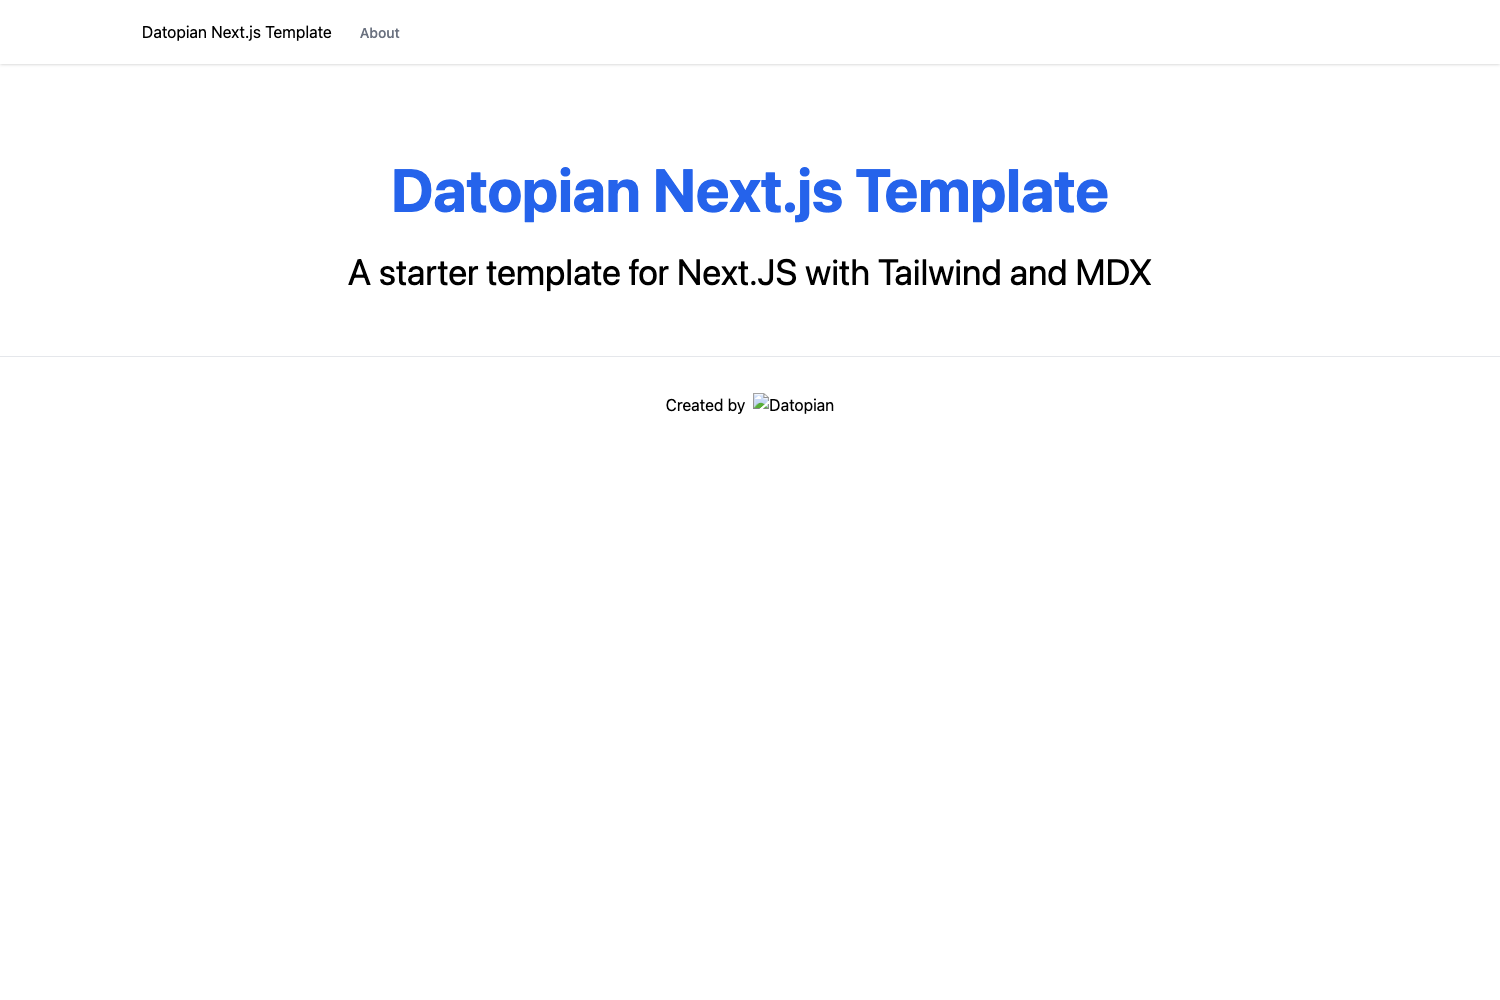 Datopian Next.js Template About
Datopian Next.js Template
A starter template for Next.JS with Tailwind and MDX
Created by Datopian